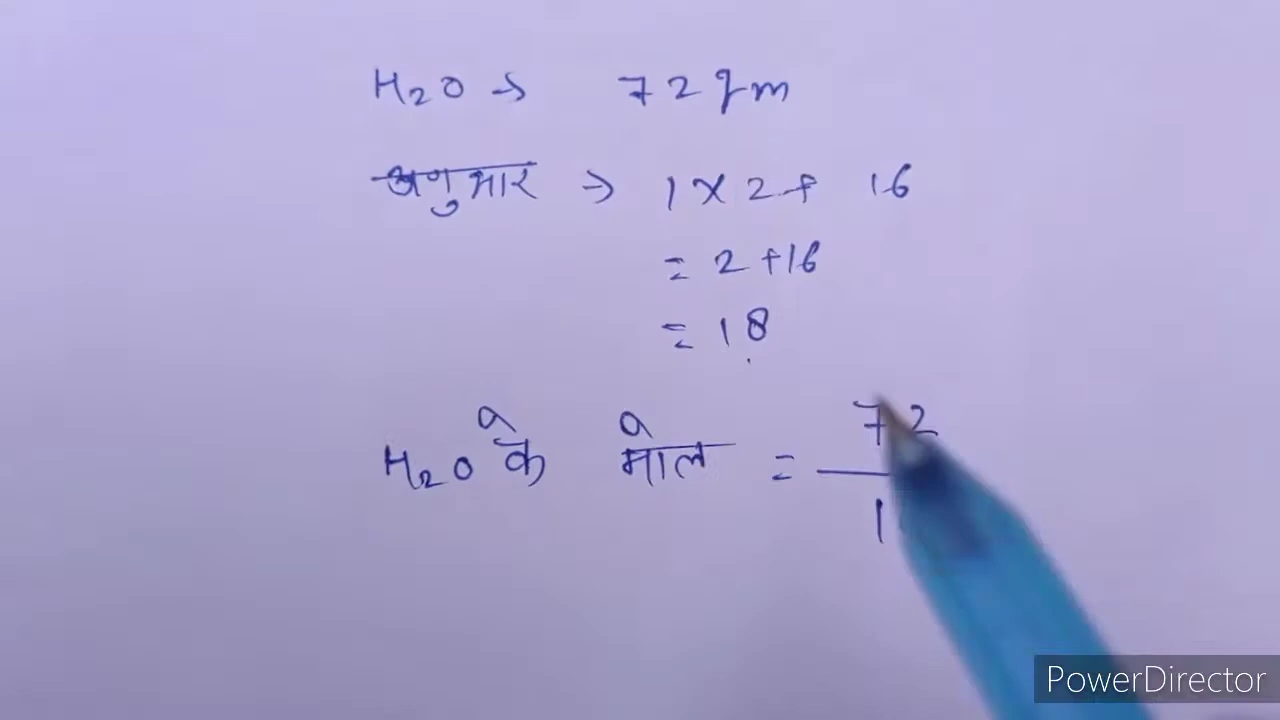 H2O → 72 gm
अणुभार → 1 × 2 + 16
= 2 + 16
= 18
H2O के मोल = 72
1
PowerDirector